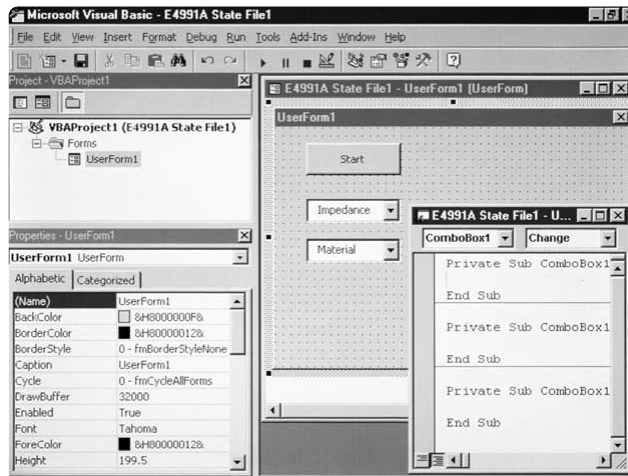 Microsoft Visual Basic - E4991A State File1
File Edit View Insert Format Debug Run Tools Add-Ins Window Help
Project - VBAProject1
VBAProject1 (E4991A State File1)
Forms
UserForm1
Properties - UserForm1
UserForm1 UserForm
Alphabetic Categorized
(Name) UserForm1
BackColor &H8000000F&
BorderColor &H80000012&
BorderStyle 0 - fmBorderStyleNone
Caption UserForm1
Cycle 0 - fmCycleAllForms
DrawBuffer 32000
Enabled True
Font Tahoma
ForeColor &H80000012&
Height 199.5
E4991A State File1 - UserForm1 (UserForm)
UserForm1
Start
Impedance
Material
E4991A State File1 - U...
ComboBox1 Change
Private Sub ComboBox1
End Sub
Private Sub ComboBox1
End Sub
Private Sub ComboBox1
End Sub